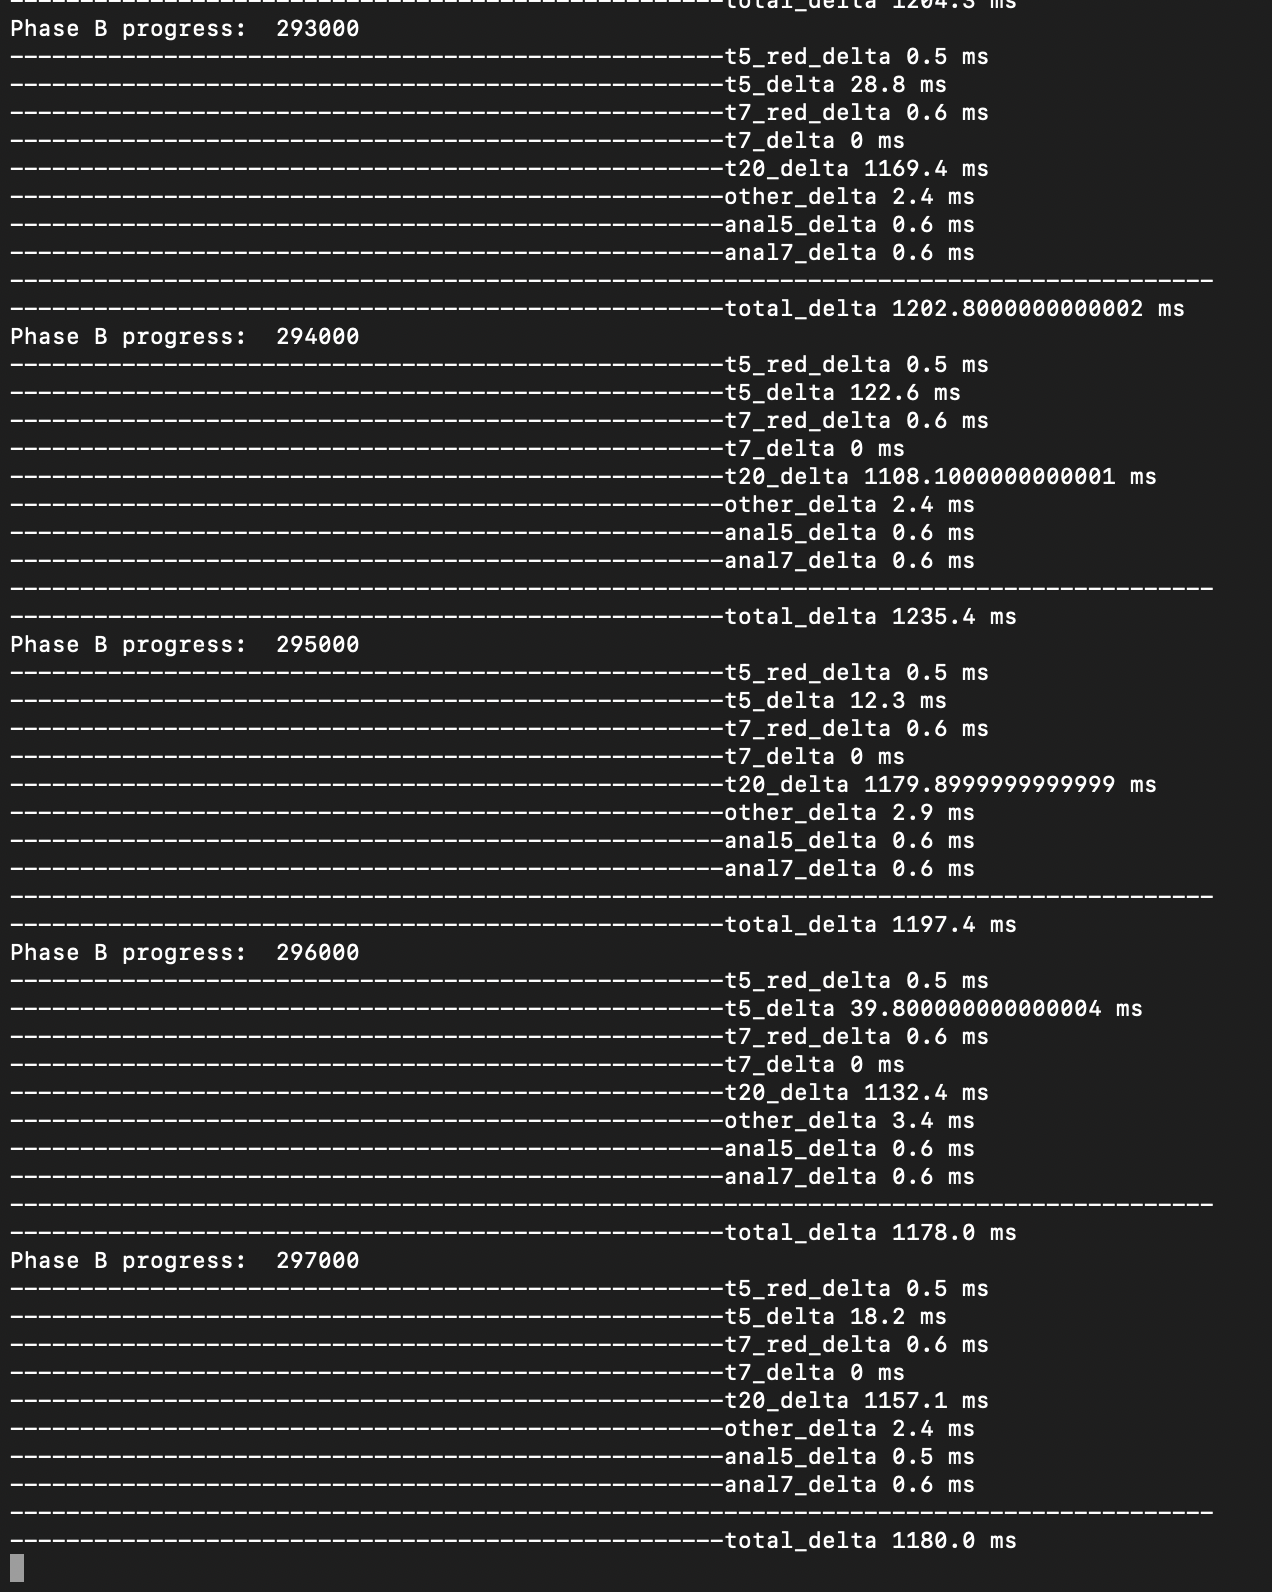 ---------------------------------------------------total_delta 1204.3 ms
Phase B progress:  293000
---------------------------------------------------t5_red_delta 0.5 ms
---------------------------------------------------t5_delta 28.8 ms
---------------------------------------------------t7_red_delta 0.6 ms
---------------------------------------------------t7_delta 0 ms
---------------------------------------------------t20_delta 1169.4 ms
---------------------------------------------------other_delta 2.4 ms
---------------------------------------------------anal5_delta 0.6 ms
---------------------------------------------------anal7_delta 0.6 ms
--------------------------------------------------------------------------------------
---------------------------------------------------total_delta 1202.8000000000002 ms
Phase B progress:  294000
---------------------------------------------------t5_red_delta 0.5 ms
---------------------------------------------------t5_delta 122.6 ms
---------------------------------------------------t7_red_delta 0.6 ms
---------------------------------------------------t7_delta 0 ms
---------------------------------------------------t20_delta 1108.1000000000001 ms
---------------------------------------------------other_delta 2.4 ms
---------------------------------------------------anal5_delta 0.6 ms
---------------------------------------------------anal7_delta 0.6 ms
--------------------------------------------------------------------------------------
---------------------------------------------------total_delta 1235.4 ms
Phase B progress:  295000
---------------------------------------------------t5_red_delta 0.5 ms
---------------------------------------------------t5_delta 12.3 ms
---------------------------------------------------t7_red_delta 0.6 ms
---------------------------------------------------t7_delta 0 ms
---------------------------------------------------t20_delta 1179.8999999999999 ms
---------------------------------------------------other_delta 2.9 ms
---------------------------------------------------anal5_delta 0.6 ms
---------------------------------------------------anal7_delta 0.6 ms
--------------------------------------------------------------------------------------
---------------------------------------------------total_delta 1197.4 ms
Phase B progress:  296000
---------------------------------------------------t5_red_delta 0.5 ms
---------------------------------------------------t5_delta 39.800000000000004 ms
---------------------------------------------------t7_red_delta 0.6 ms
---------------------------------------------------t7_delta 0 ms
---------------------------------------------------t20_delta 1132.4 ms
---------------------------------------------------other_delta 3.4 ms
---------------------------------------------------anal5_delta 0.6 ms
---------------------------------------------------anal7_delta 0.6 ms
--------------------------------------------------------------------------------------
---------------------------------------------------total_delta 1178.0 ms
Phase B progress:  297000
---------------------------------------------------t5_red_delta 0.5 ms
---------------------------------------------------t5_delta 18.2 ms
---------------------------------------------------t7_red_delta 0.6 ms
---------------------------------------------------t7_delta 0 ms
---------------------------------------------------t20_delta 1157.1 ms
---------------------------------------------------other_delta 2.4 ms
---------------------------------------------------anal5_delta 0.5 ms
---------------------------------------------------anal7_delta 0.6 ms
--------------------------------------------------------------------------------------
---------------------------------------------------total_delta 1180.0 ms